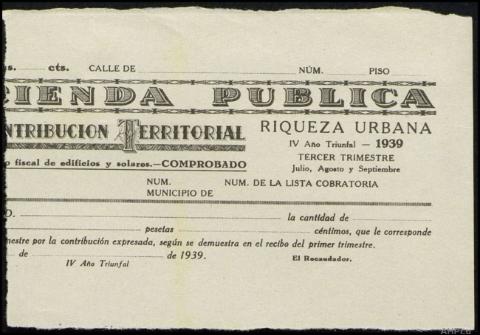 s. cts. CALLE DE NÚM. PISO
CIENDA PUBLICA
NTRIBUCION TERRITORIAL
o fiscal de edificios y solares.—COMPROBADO
RIQUEZA URBANA
IV Año Triunfal — 1939
TERCER TRIMESTRE
Julio, Agosto y Septiembre
NUM. NUM. DE LA LISTA COBRATORIA
MUNICIPIO DE
D. la cantidad de
pesetas céntimos, que le corresponde
mestre por la contribución expresada, según se demuestra en el recibo del primer trimestre.
de de 1939.
IV Año Triunfal El Recaudador.